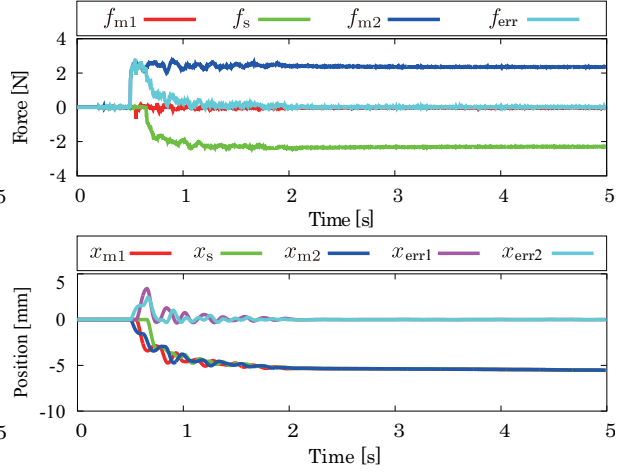 f_m1 f_s f_m2 f_err
4
2
0
-2
-4
Force [N]
0 1 2 3 4 5
5
Time [s]
x_m1 x_s x_m2 x_err1 x_err2
5
0
-5
-10
Position [mm]
0 1 2 3 4 5
5
Time [s]